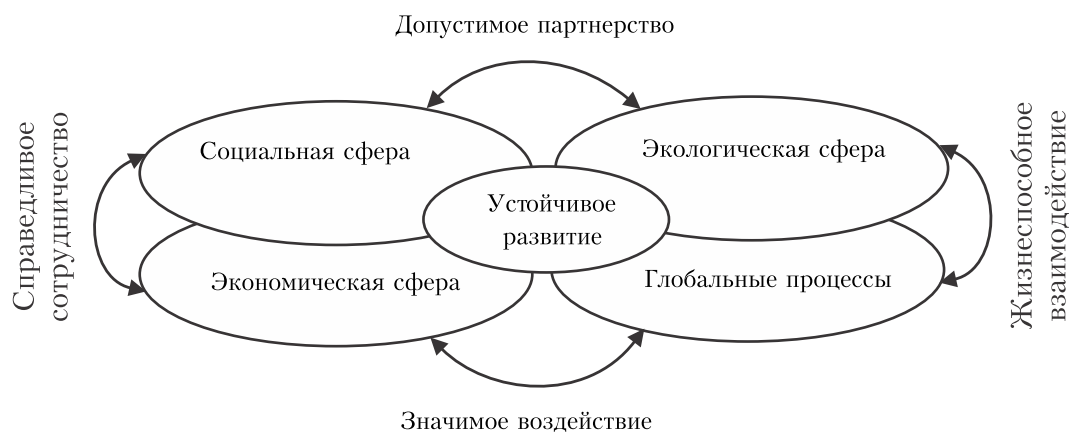 Допустимое партнерство
Справедливое
сотрудничество
Социальная сфера
Экологическая сфера
Устойчивое
развитие
Экономическая сфера
Глобальные процессы
Жизнеспособное
взаимодействие
Значимое воздействие